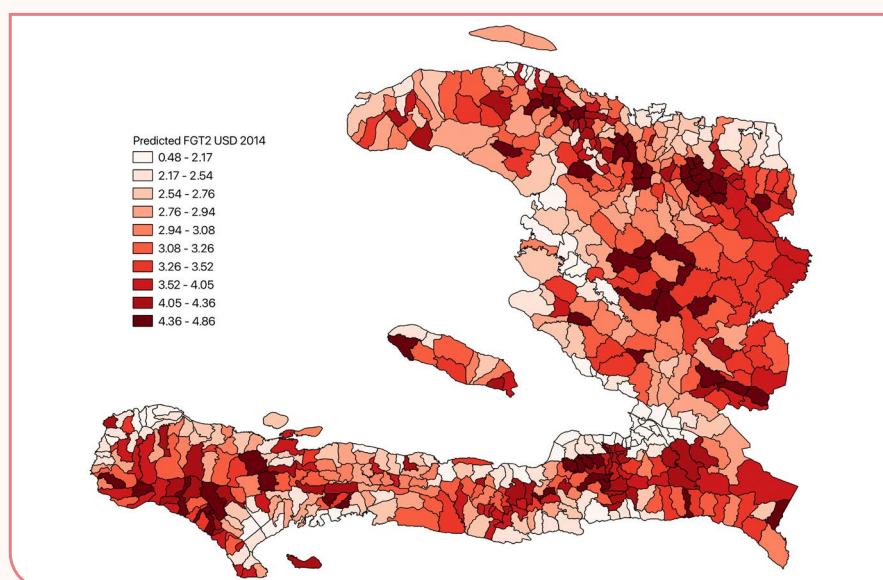 Predicted FGT2 USD 2014
0.48 - 2.17
2.17 - 2.54
2.54 - 2.76
2.76 - 2.94
2.94 - 3.08
3.08 - 3.26
3.26 - 3.52
3.52 - 4.05
4.05 - 4.36
4.36 - 4.86